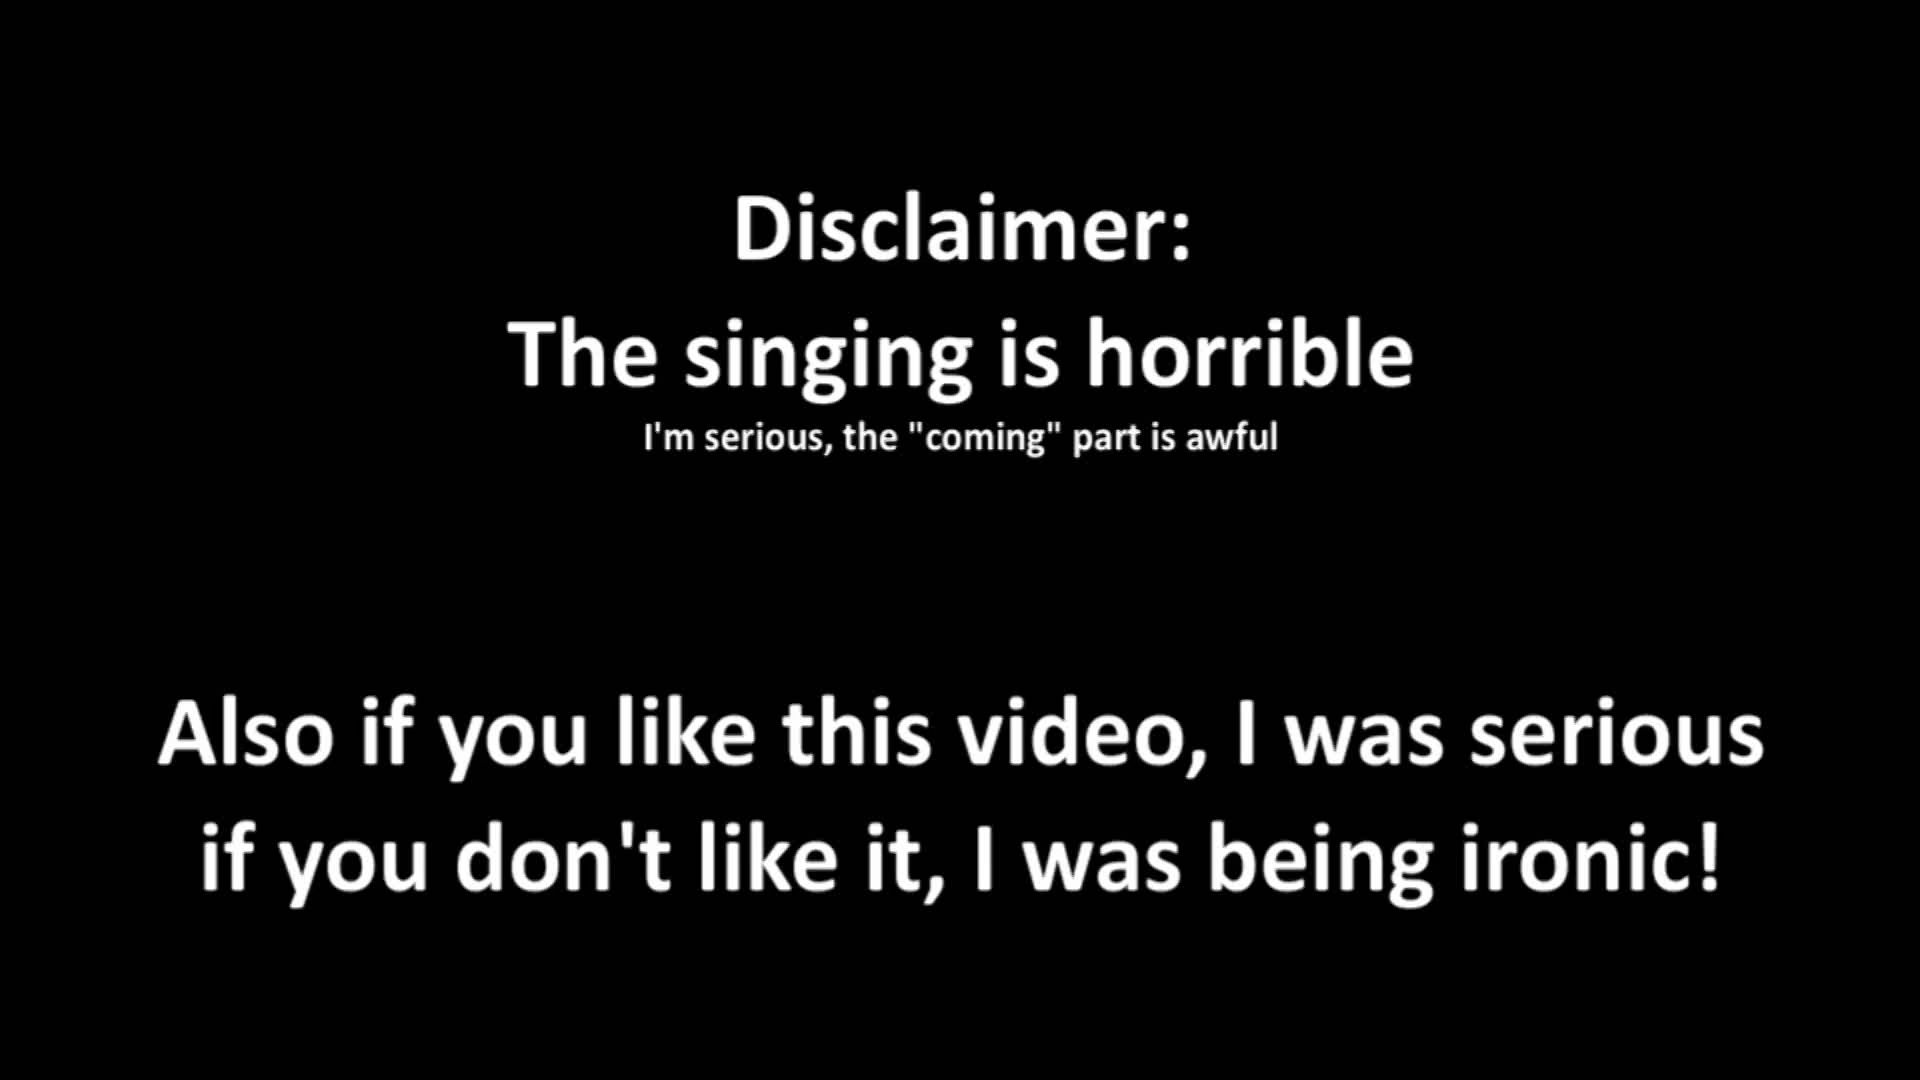 Disclaimer:
The singing is horrible
I'm serious, the "coming" part is awful
Also if you like this video, I was serious
if you don't like it, I was being ironic!